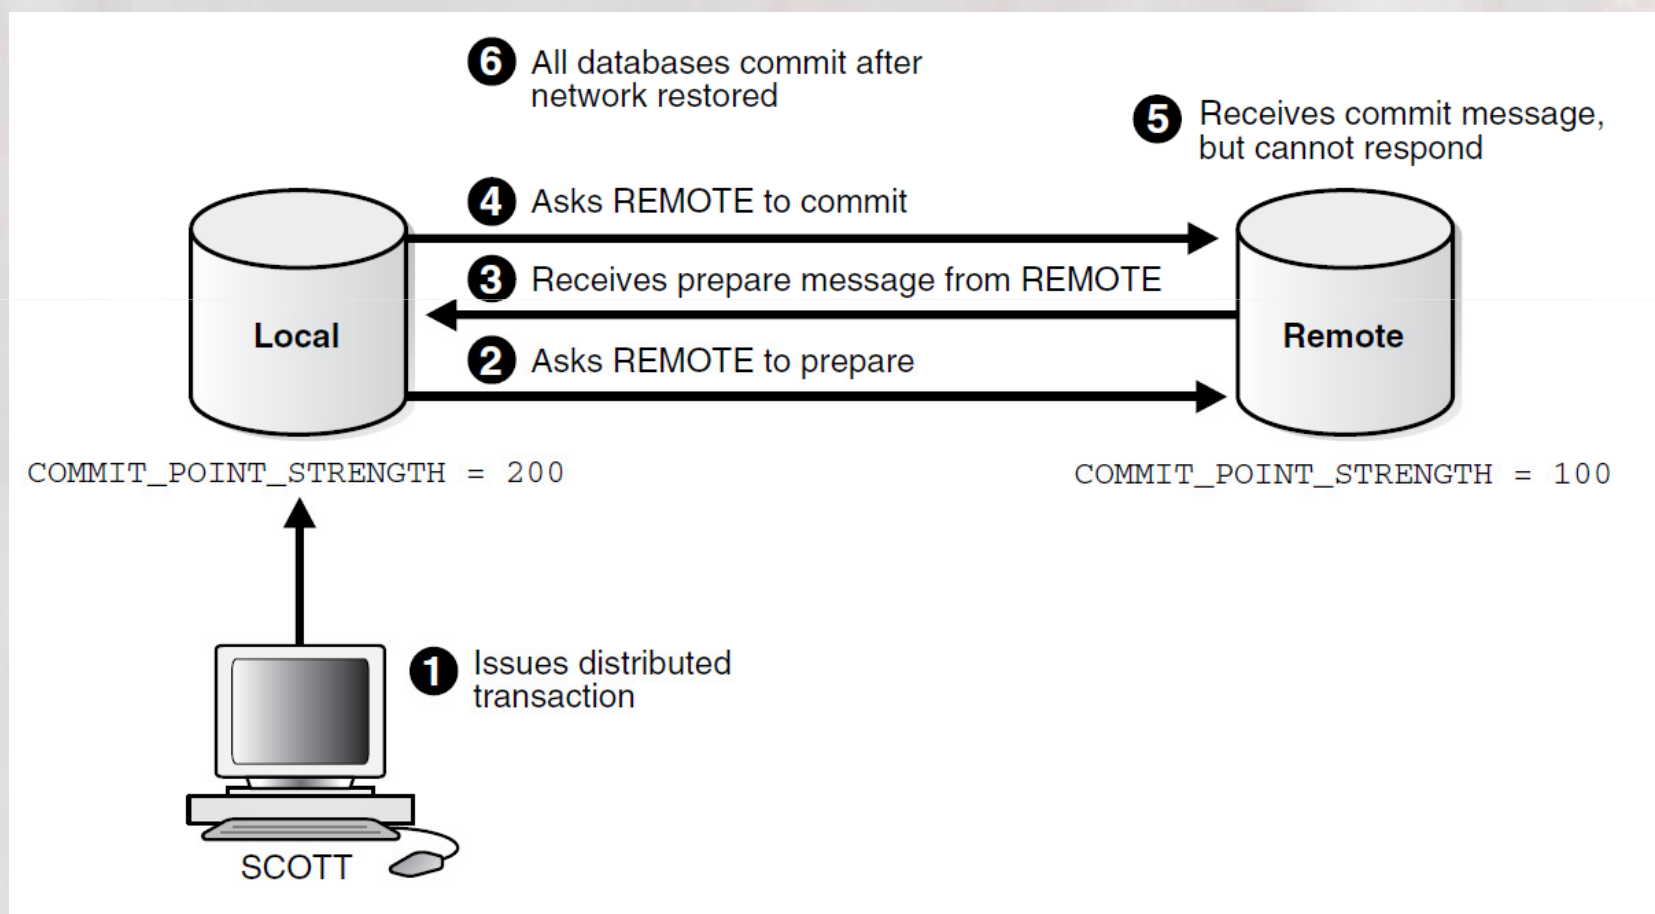 6 All databases commit after
network restored
5 Receives commit message,
but cannot respond
4 Asks REMOTE to commit
3 Receives prepare message from REMOTE
Local
Remote
2 Asks REMOTE to prepare
COMMIT_POINT_STRENGTH = 200
COMMIT_POINT_STRENGTH = 100
1 Issues distributed
transaction
SCOTT